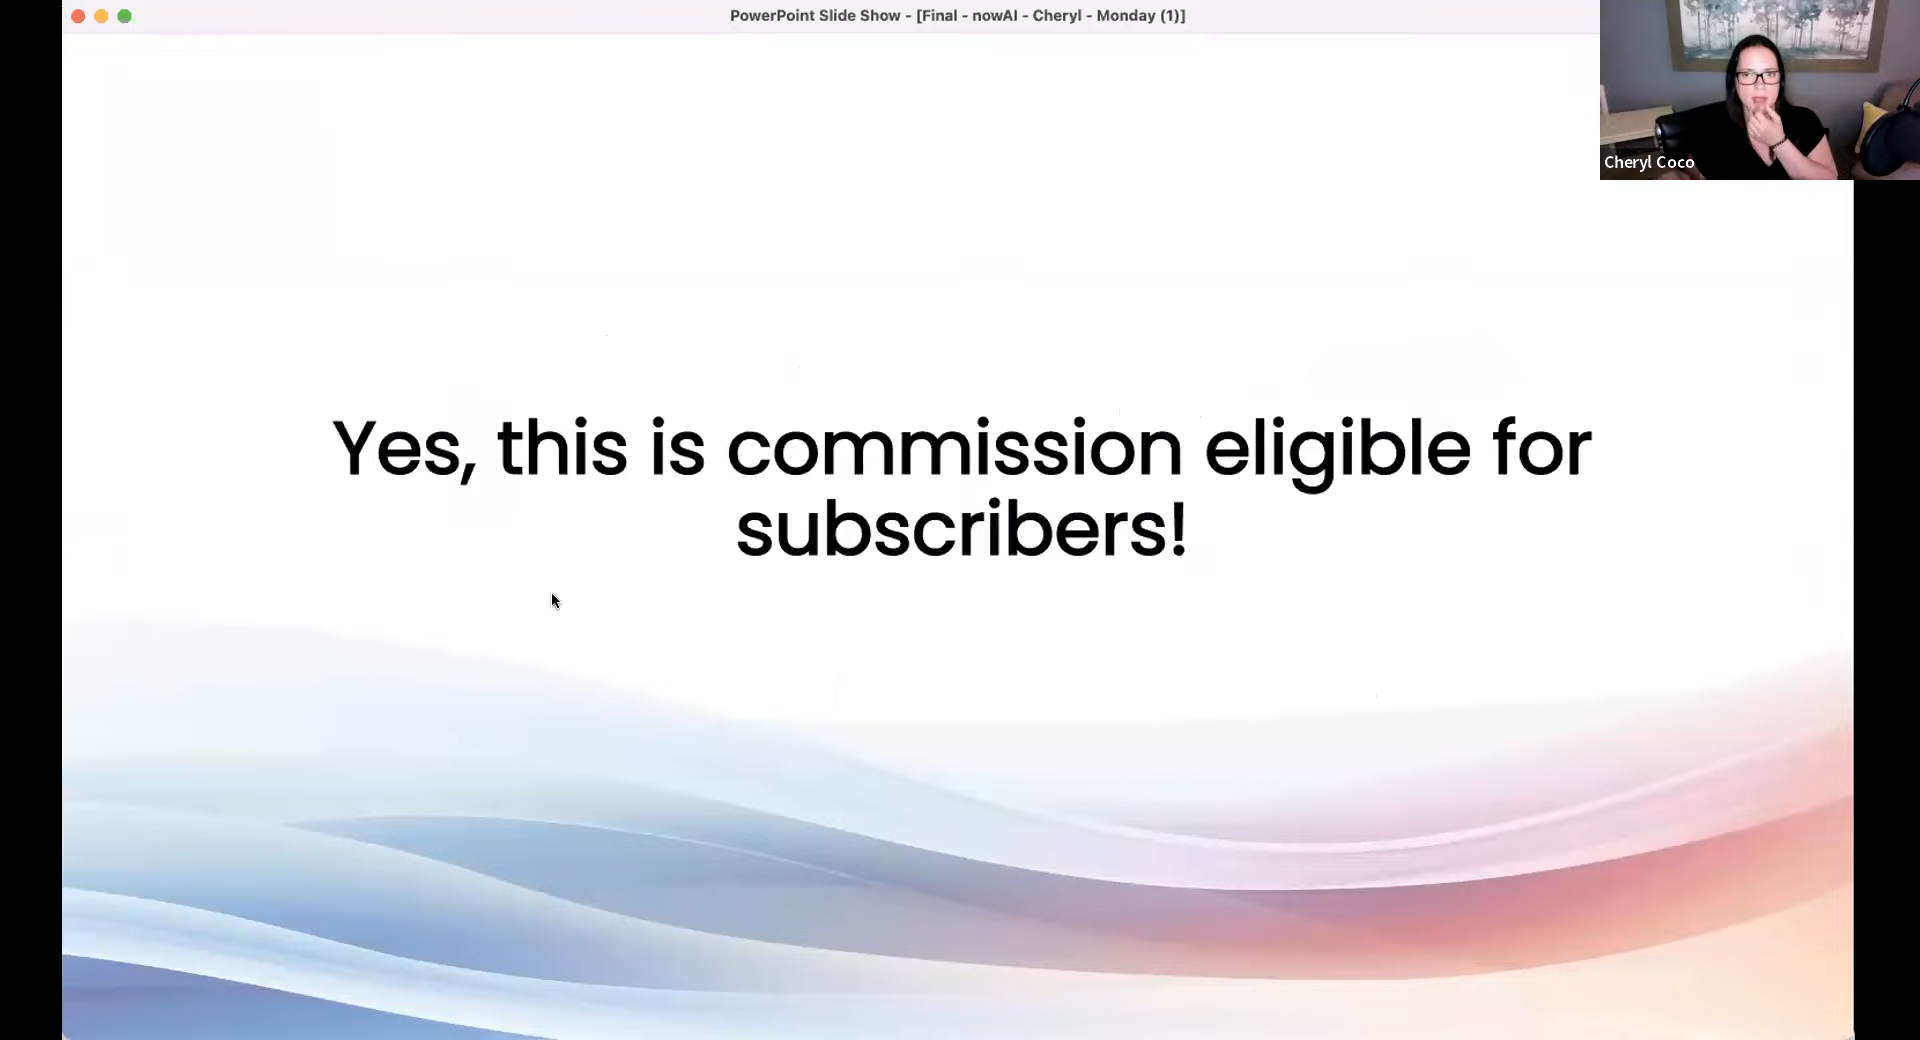 PowerPoint Slide Show - [Final - nowAI - Cheryl - Monday (1)]
Cheryl Coco
Yes, this is commission eligible for
subscribers!